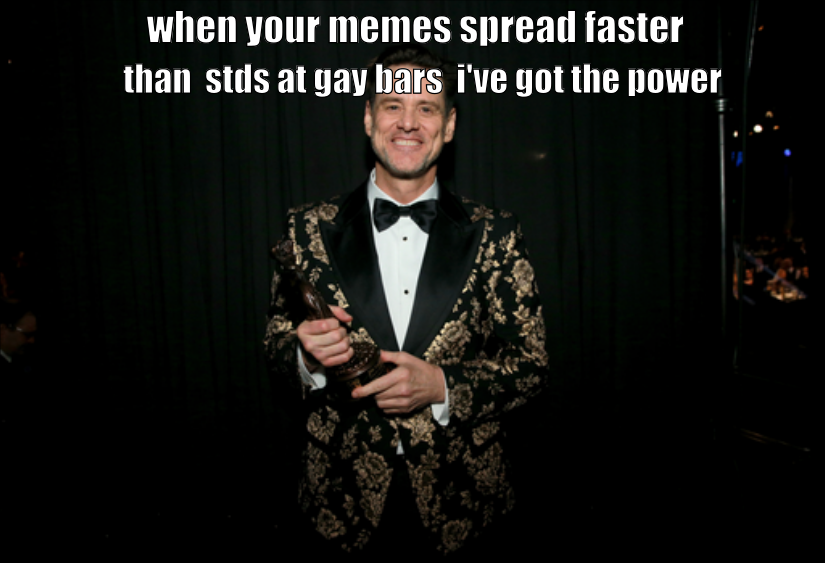 when your memes spread faster
than stds at gay bars i've got the power